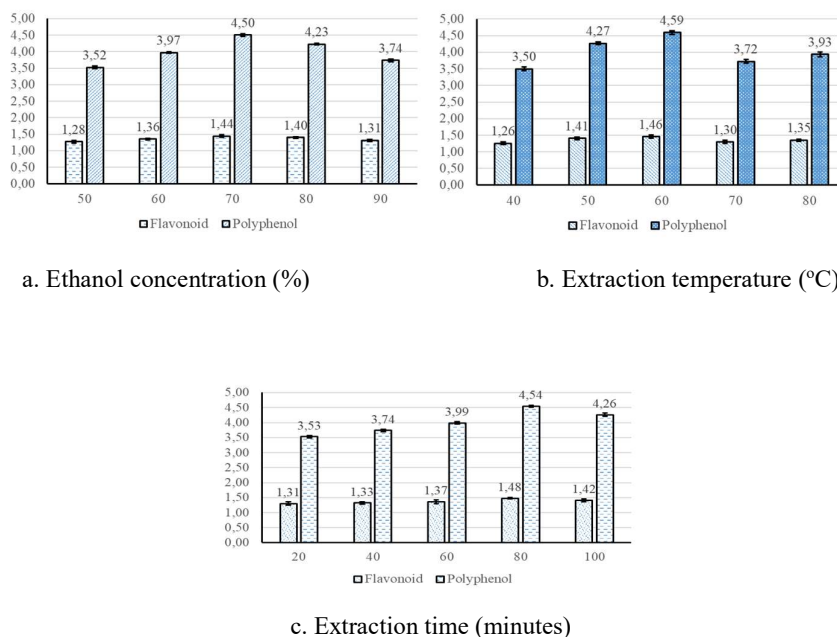 5,00
4,50
4,00
3,50
3,00
2,50
2,00
1,50
1,00
0,50
0,00
3,52 3,97 4,50 4,23 3,74
1,28 1,36 1,44 1,40 1,31
50 60 70 80 90
Flavonoid Polyphenol
a. Ethanol concentration (%)
5,00
4,50
4,00
3,50
3,00
2,50
2,00
1,50
1,00
0,50
0,00
3,50 4,27 4,59 3,72 3,93
1,26 1,41 1,46 1,30 1,35
40 50 60 70 80
Flavonoid Polyphenol
b. Extraction temperature (°C)
5,00
4,50
4,00
3,50
3,00
2,50
2,00
1,50
1,00
0,50
0,00
3,53 3,74 3,99 4,54 4,26
1,31 1,33 1,37 1,48 1,42
20 40 60 80 100
Flavonoid Polyphenol
c. Extraction time (minutes)